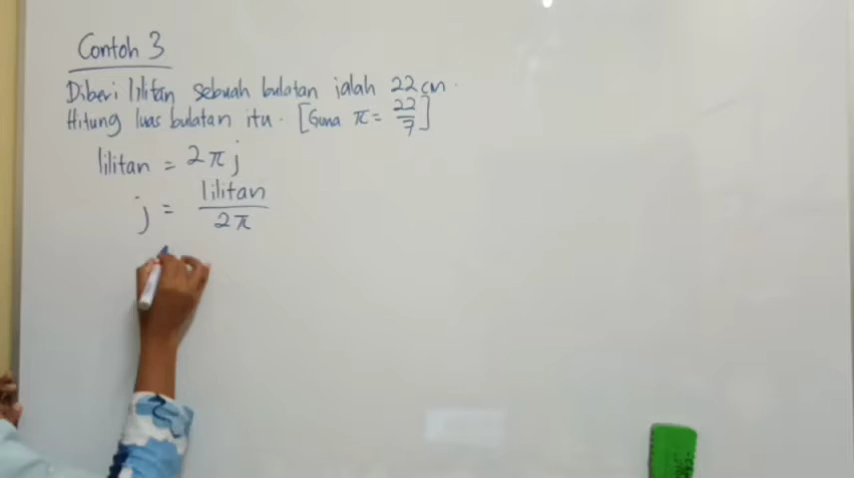 Contoh 3
Diberi lilitan sebuah bulatan ialah 22 cm.
Hitung luas bulatan itu. [Guna π = 22/7]
lilitan = 2πj
j = lilitan/2π